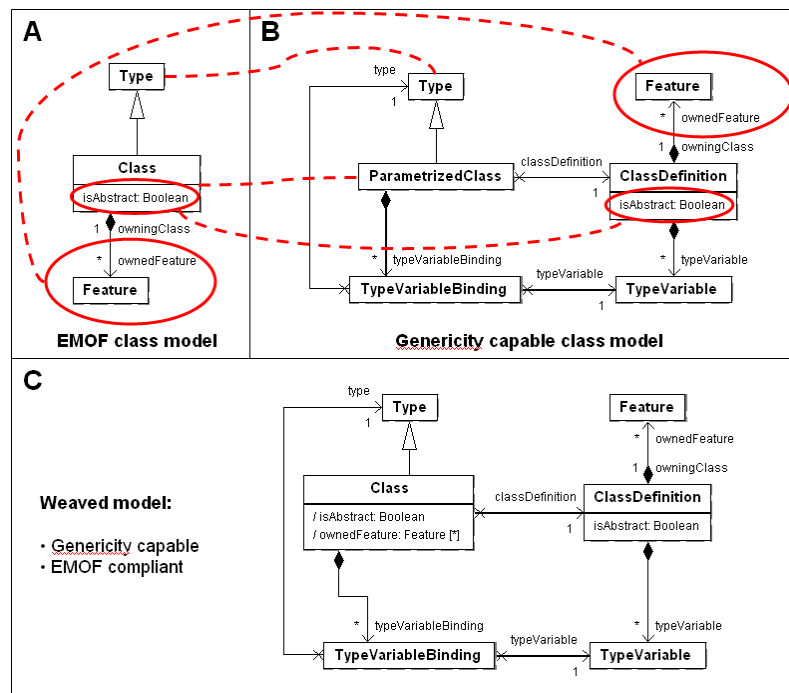 A
Type
Class
isAbstract: Boolean
1
owningClass
*
ownedFeature
Feature
EMOF class model
B
type
1
Type
Feature
*
ownedFeature
1
owningClass
ParametrizedClass
classDefinition
1
ClassDefinition
isAbstract: Boolean
*
typeVariableBinding
*
typeVariable
TypeVariableBinding
typeVariable
1
TypeVariable
Genericity capable class model
C
type
1
Type
Feature
*
ownedFeature
1
owningClass
Class
/ isAbstract: Boolean
/ ownedFeature: Feature [*]
classDefinition
1
ClassDefinition
isAbstract: Boolean
Weaved model:
• Genericity capable
• EMOF compliant
*
typeVariableBinding
*
typeVariable
TypeVariableBinding
typeVariable
1
TypeVariable